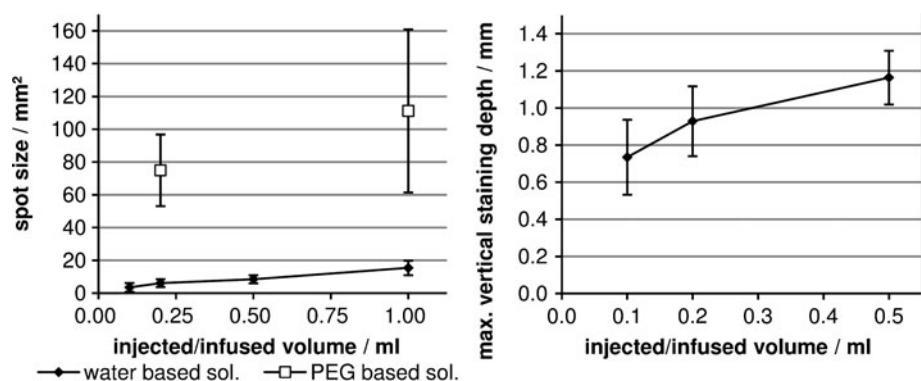 spot size / mm²
160
140
120
100
80
60
40
20
0
0.00 0.25 0.50 0.75 1.00
injected/infused volume / ml
water based sol. PEG based sol.
max. vertical staining depth / mm
1.4
1.2
1.0
0.8
0.6
0.4
0.2
0.0
0.0 0.1 0.2 0.3 0.4 0.5
injected/infused volume / ml